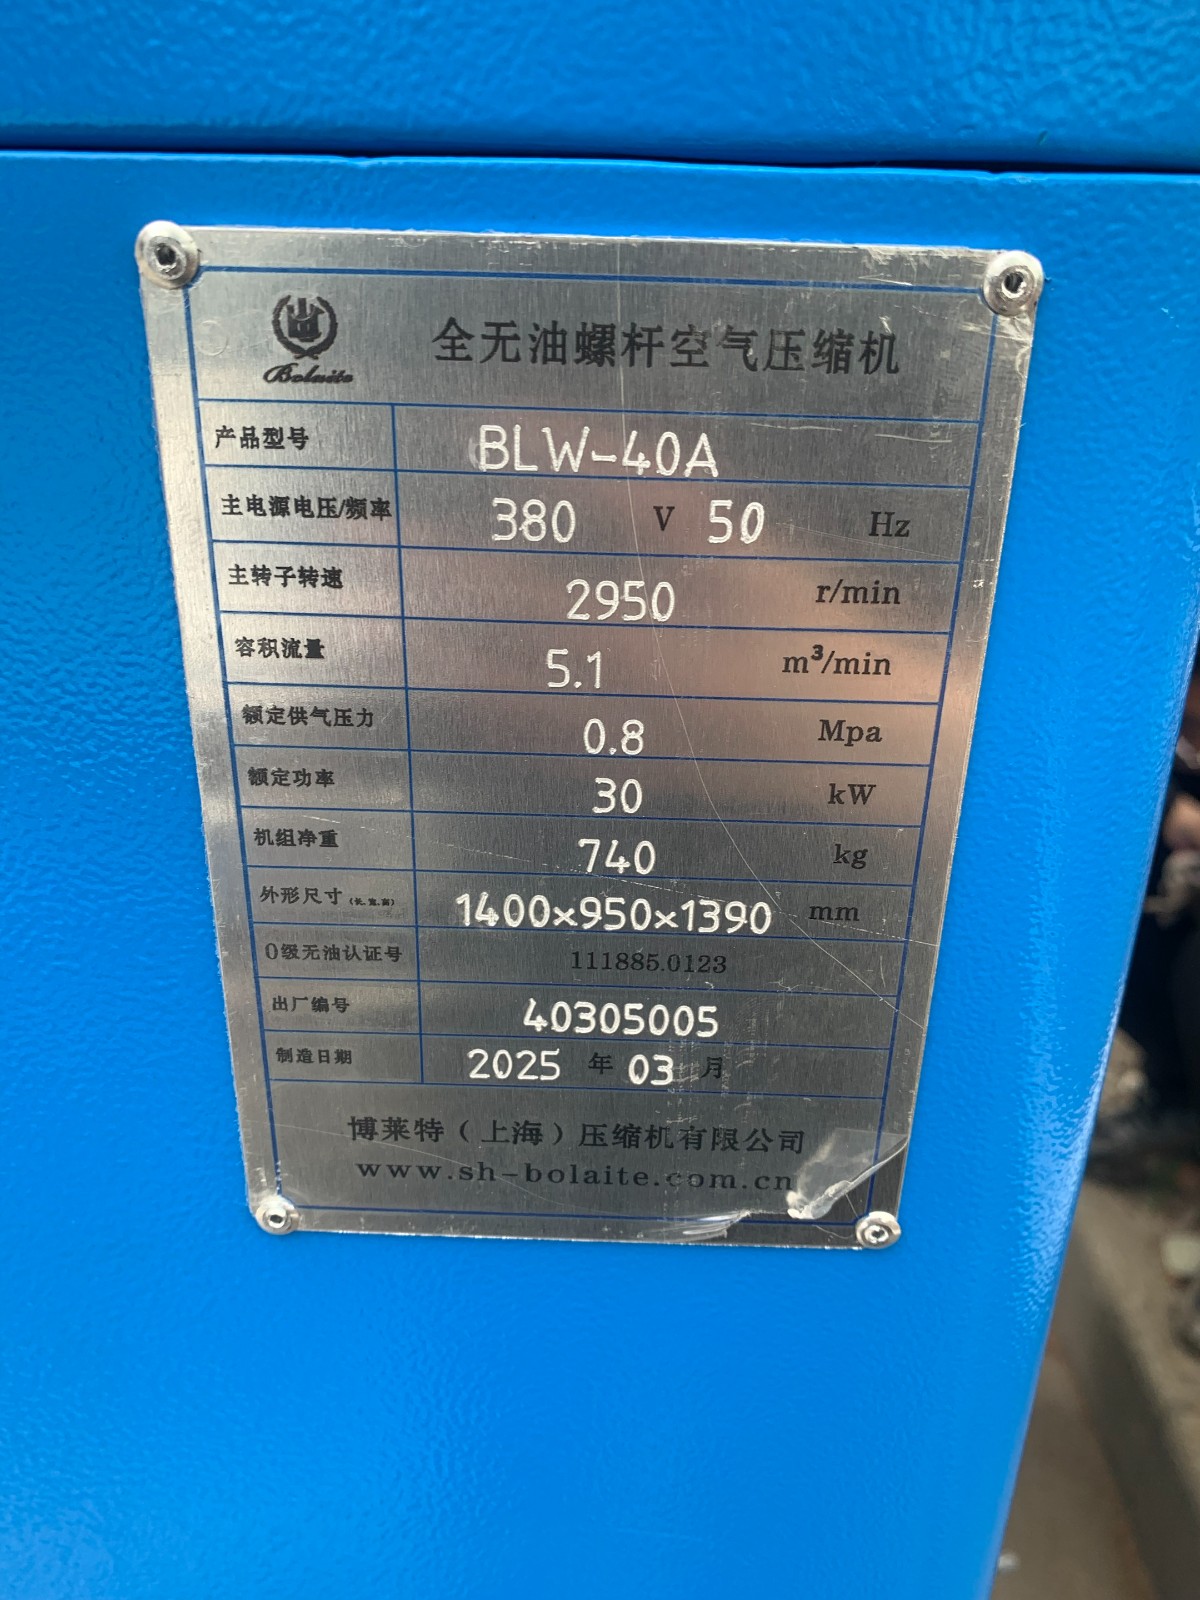 Bolaite
全无油螺杆空气压缩机
产品型号 BLW-40A
主电源电压/频率 380 V 50 Hz
主转子转速 2950 r/min
容积流量 5.1 m³/min
额定供气压力 0.8 Mpa
额定功率 30 kW
机组净重 740 kg
外形尺寸(长.宽.高) 1400×950×1390 mm
0级无油认证号 111885.0123
出厂编号 40305005
制造日期 2025 年 03 月
博莱特（上海）压缩机有限公司
www.sh-bolaite.com.cn